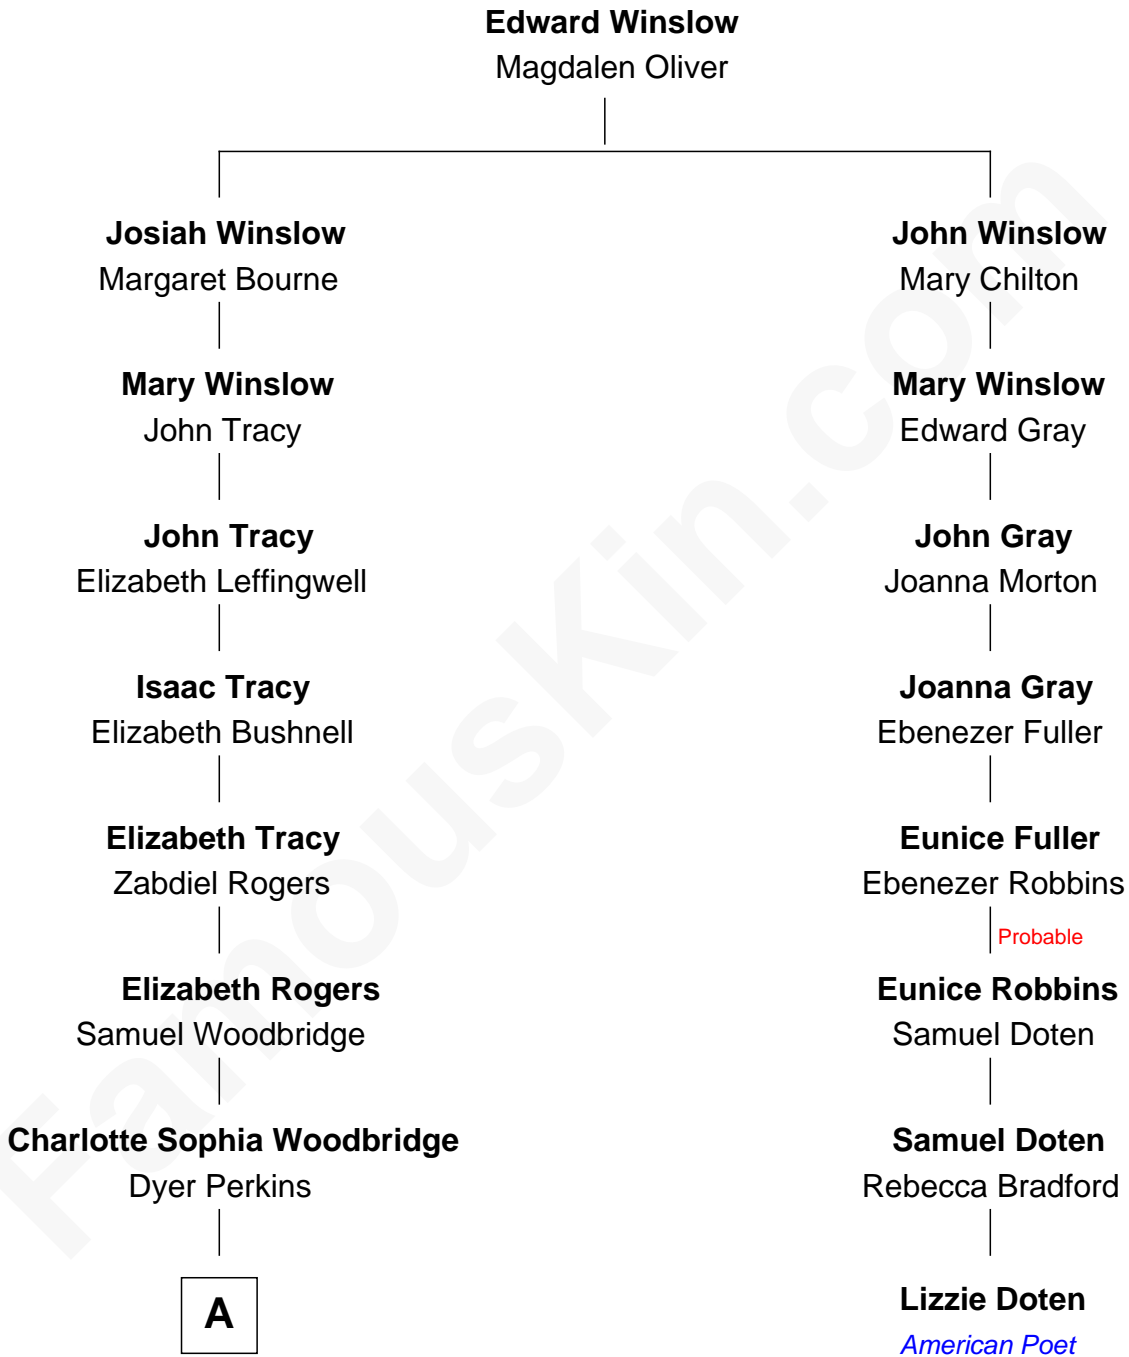 Edward Winslow
Magdalen Oliver
Josiah Winslow
Margaret Bourne
Mary Winslow
John Tracy
John Tracy
Elizabeth Leffingwell
Isaac Tracy
Elizabeth Bushnell
Elizabeth Tracy
Zabdiel Rogers
Elizabeth Rogers
Samuel Woodbridge
Charlotte Sophia Woodbridge
Dyer Perkins
A
John Winslow
Mary Chilton
Mary Winslow
Edward Gray
John Gray
Joanna Morton
Joanna Gray
Ebenezer Fuller
Eunice Fuller
Ebenezer Robbins
Probable
Eunice Robbins
Samuel Doten
Samuel Doten
Rebecca Bradford
Lizzie Doten
American Poet
FamousKin.com